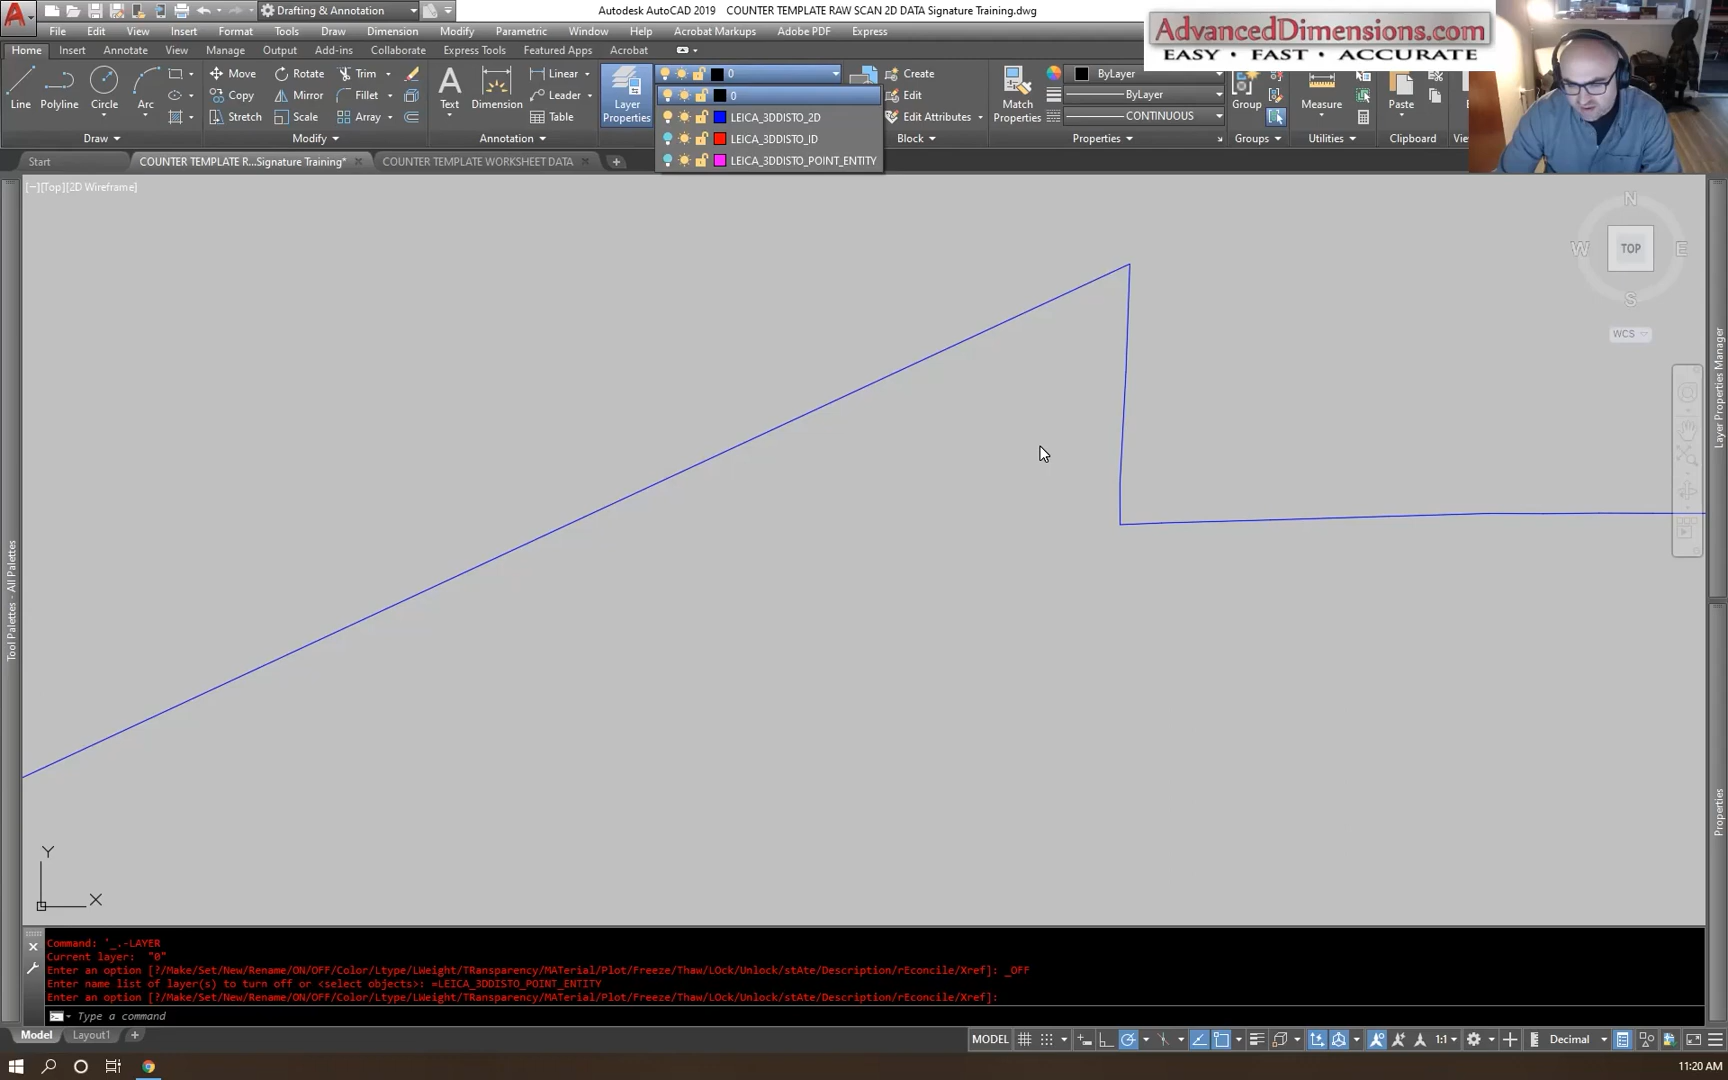 Drafting & Annotation
Autodesk AutoCAD 2019 COUNTER TEMPLATE RAW SCAN 2D DATA Signature Training.dwg
File Edit View Insert Format Tools Draw Dimension Modify Parametric Window Help Acrobat Markups Adobe PDF Express
AdvancedDimensions.com
EASY • FAST • ACCURATE
Home Insert Annotate View Manage Output Add-ins Collaborate Express Tools Featured Apps Acrobat
Line Polyline Circle Arc
Move Rotate Trim
Copy Mirror Fillet
Stretch Scale Array
Text Dimension
Linear
Leader
Table
Layer Properties
0
0
LEICA_3DDISTO_2D
LEICA_3DDISTO_ID
LEICA_3DDISTO_POINT_ENTITY
Create
Edit
Edit Attributes
Match Properties
ByLayer
ByLayer
CONTINUOUS
Group
Measure
Paste
Draw Modify Annotation Block Properties Groups Utilities Clipboard
Start COUNTER TEMPLATE R...Signature Training* COUNTER TEMPLATE WORKSHEET DATA
[−][Top][2D Wireframe]
N
W TOP E
S
WCS
Layer Properties Manager
Tool Palettes - All Palettes
Properties
Y
X
Command: '_.-LAYER
Current layer: "0"
Enter an option [?/Make/Set/New/Rename/ON/OFF/Color/Ltype/LWeight/TRansparency/MATerial/Plot/Freeze/Thaw/LOck/Unlock/stAte/Description/rEconcile/Xref]: _OFF
Enter name list of layer(s) to turn off or <select objects>: =LEICA_3DDISTO_POINT_ENTITY
Enter an option [?/Make/Set/New/Rename/ON/OFF/Color/Ltype/LWeight/TRansparency/MATerial/Plot/Freeze/Thaw/LOck/Unlock/stAte/Description/rEconcile/Xref]:
Type a command
Model Layout1
MODEL 1:1 Decimal
11:20 AM